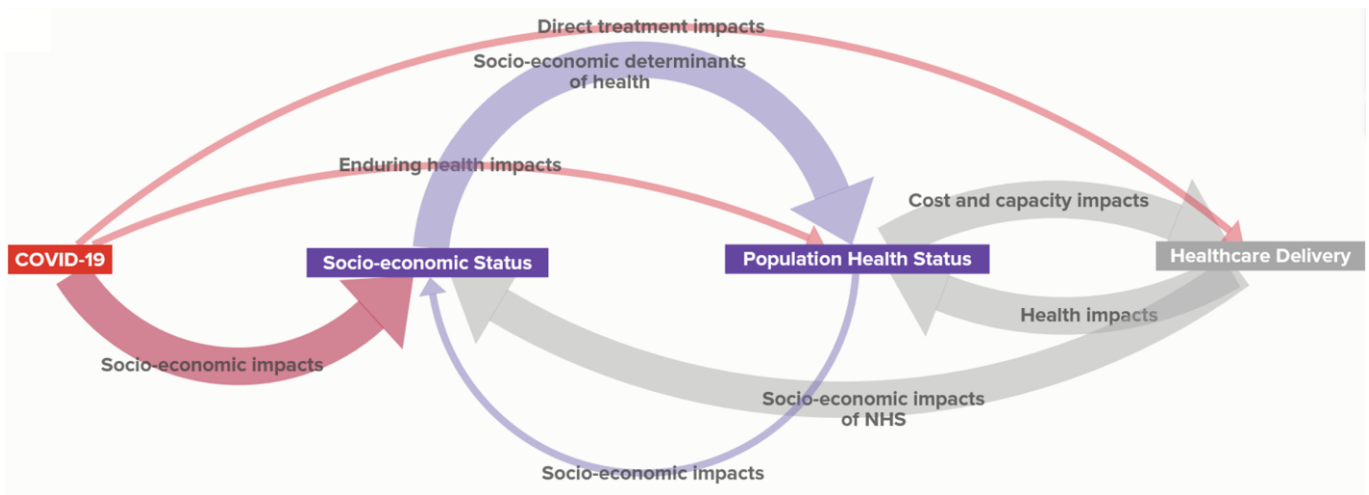 Direct treatment impacts
Socio-economic determinants
of health
Enduring health impacts
Cost and capacity impacts
COVID-19
Socio-economic Status
Population Health Status
Healthcare Delivery
Health impacts
Socio-economic impacts
Socio-economic impacts
of NHS
Socio-economic impacts